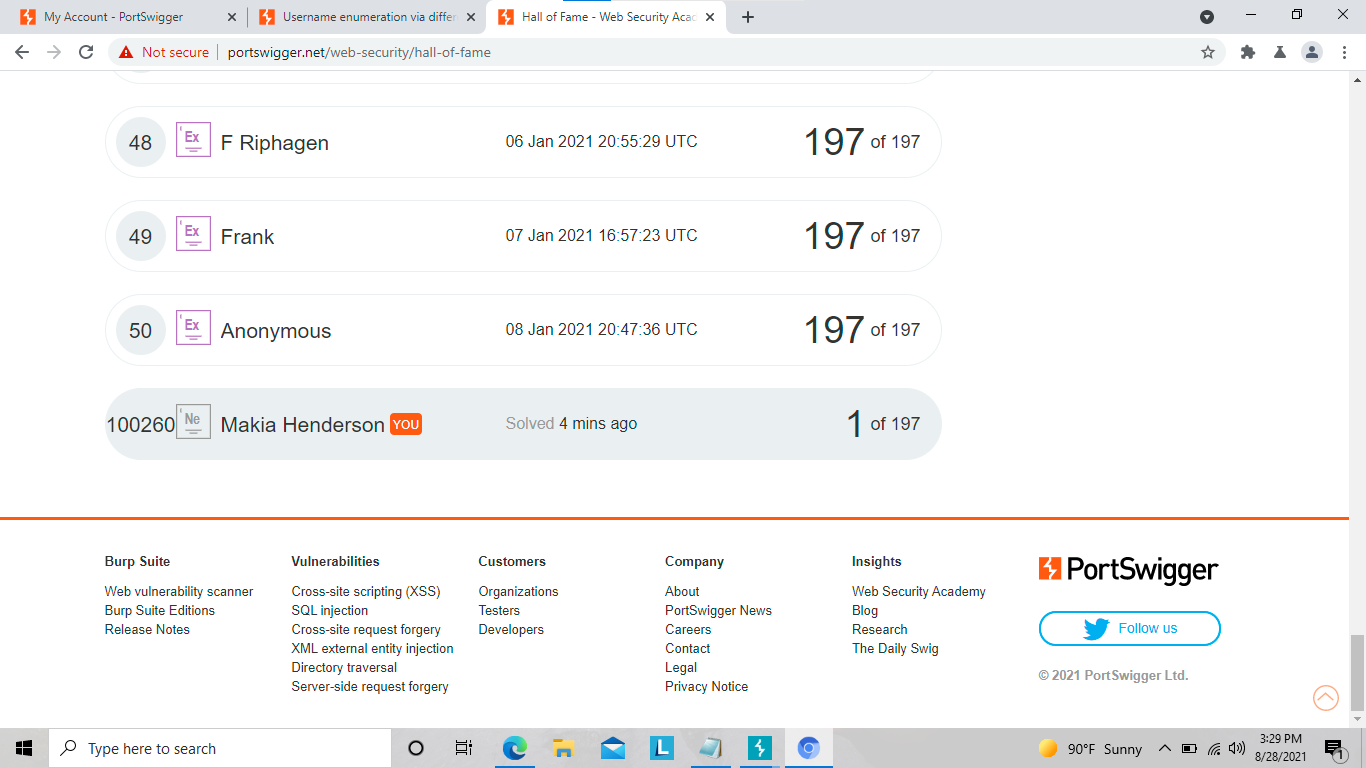 My Account - PortSwigger
Username enumeration via differ
Hall of Fame - Web Security Acad
Not secure
portswigger.net/web-security/hall-of-fame
48 Ex F Riphagen 06 Jan 2021 20:55:29 UTC 197 of 197
49 Ex Frank 07 Jan 2021 16:57:23 UTC 197 of 197
50 Ex Anonymous 08 Jan 2021 20:47:36 UTC 197 of 197
100260 Ne Makia Henderson YOU Solved 4 mins ago 1 of 197
Burp Suite
Web vulnerability scanner
Burp Suite Editions
Release Notes
Vulnerabilities
Cross-site scripting (XSS)
SQL injection
Cross-site request forgery
XML external entity injection
Directory traversal
Server-side request forgery
Customers
Organizations
Testers
Developers
Company
About
PortSwigger News
Careers
Contact
Legal
Privacy Notice
Insights
Web Security Academy
Blog
Research
The Daily Swig
PortSwigger
Follow us
© 2021 PortSwigger Ltd.
Type here to search
L
90°F Sunny
3:29 PM
8/28/2021
1